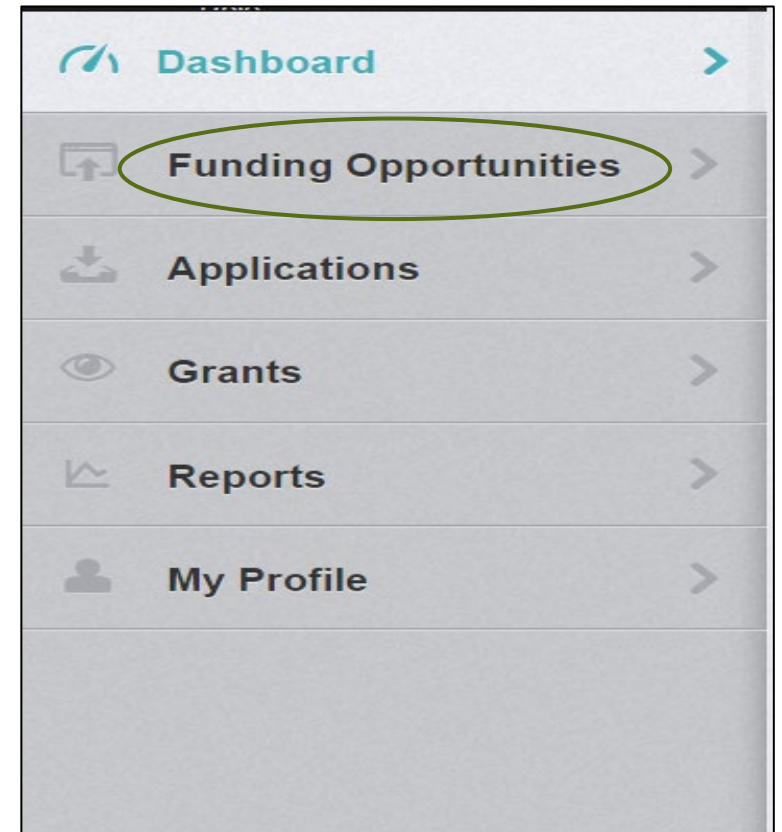 Dashboard
Funding Opportunities
Applications
Grants
Reports
My Profile